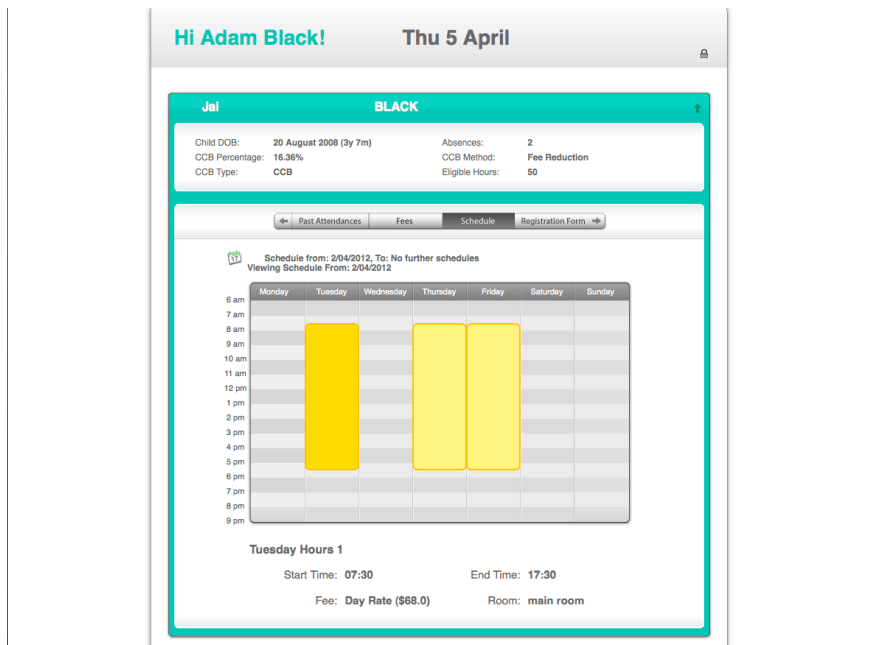 Hi Adam Black! Thu 5 April
Jai BLACK
Child DOB: 20 August 2008 (3y 7m) Absences: 2
CCB Percentage: 16.36% CCB Method: Fee Reduction
CCB Type: CCB Eligible Hours: 50
Past Attendances Fees Schedule Registration Form
17
Schedule from: 2/04/2012, To: No further schedules
Viewing Schedule From: 2/04/2012
Monday Tuesday Wednesday Thursday Friday Saturday Sunday
6 am
7 am
8 am
9 am
10 am
11 am
12 pm
1 pm
2 pm
3 pm
4 pm
5 pm
6 pm
7 pm
8 pm
9 pm
Tuesday Hours 1
Start Time: 07:30 End Time: 17:30
Fee: Day Rate ($68.0) Room: main room